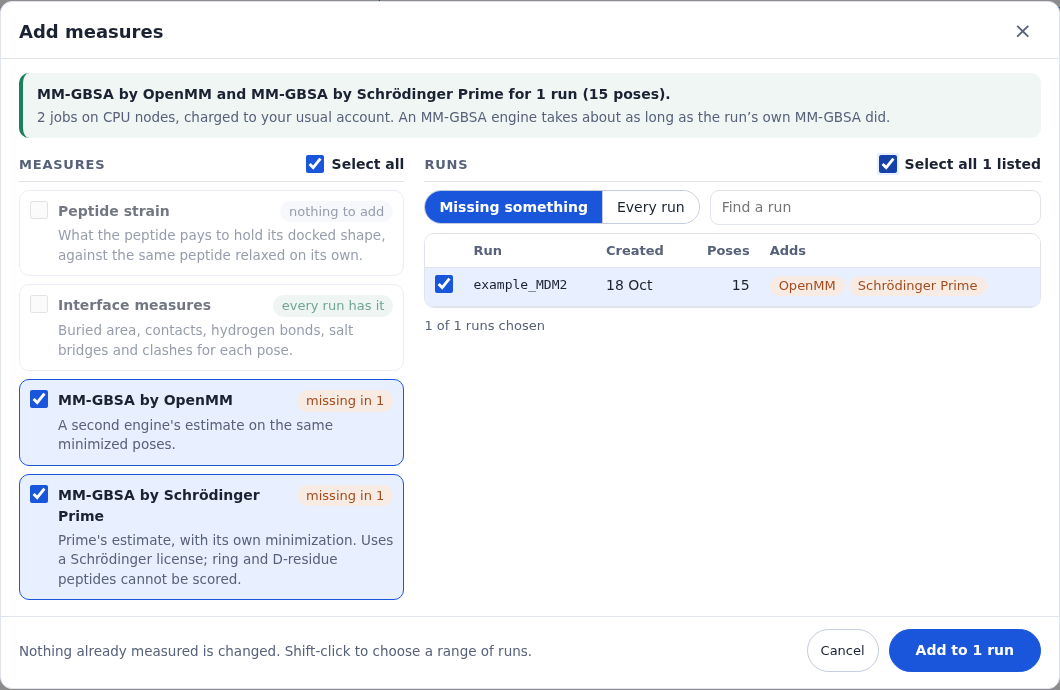 Add measures
MM-GBSA by OpenMM and MM-GBSA by Schrödinger Prime for 1 run (15 poses).
2 jobs on CPU nodes, charged to your usual account. An MM-GBSA engine takes about as long as the run’s own MM-GBSA did.
MEASURES
Select all
Peptide strain
nothing to add
What the peptide pays to hold its docked shape,
against the same peptide relaxed on its own.
Interface measures
every run has it
Buried area, contacts, hydrogen bonds, salt
bridges and clashes for each pose.
MM-GBSA by OpenMM
missing in 1
A second engine's estimate on the same
minimized poses.
MM-GBSA by Schrödinger
Prime
missing in 1
Prime's estimate, with its own minimization. Uses
a Schrödinger license; ring and D-residue
peptides cannot be scored.
RUNS
Select all 1 listed
Missing something
Every run
Find a run
Run Created Poses Adds
example_MDM2 18 Oct 15 OpenMM Schrödinger Prime
1 of 1 runs chosen
Nothing already measured is changed. Shift-click to choose a range of runs.
Cancel
Add to 1 run